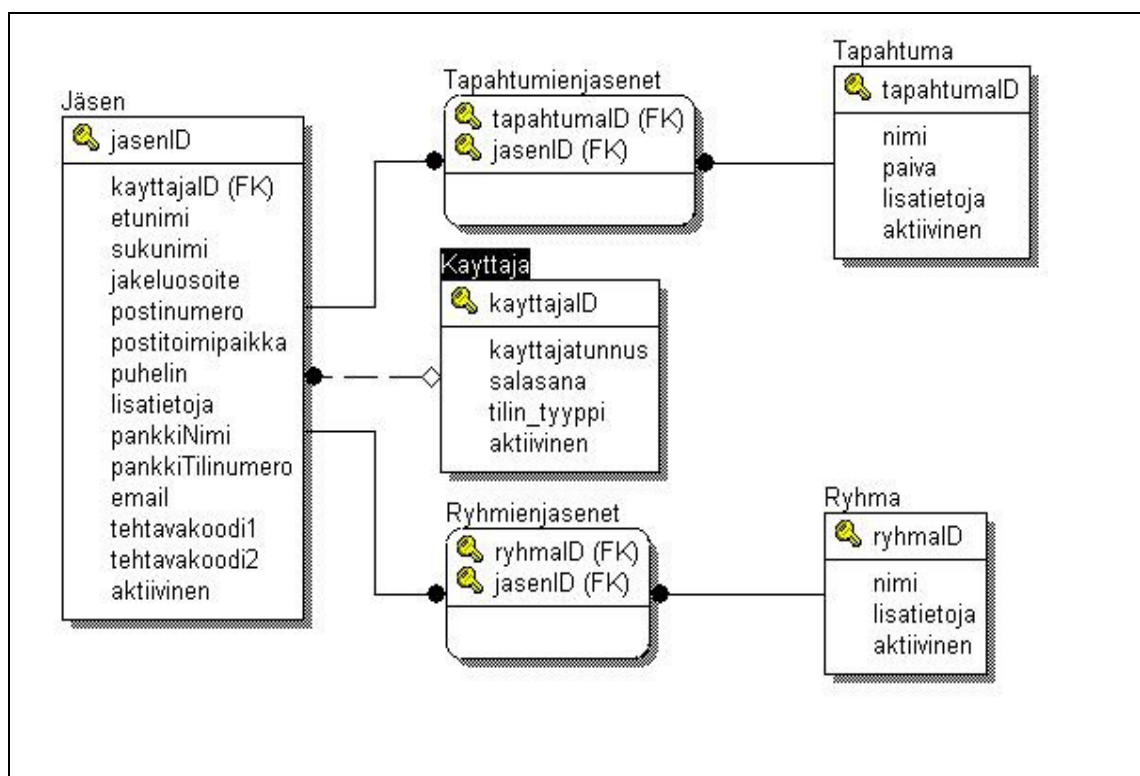 Jäsen
jasenID
kayttajaID (FK)
etunimi
sukunimi
jakeluosoite
postinumero
postitoimipaikka
puhelin
lisatietoja
pankkiNimi
pankkiTilinumero
email
tehtavakoodi1
tehtavakoodi2
aktiivinen
Tapahtumienjasenet
tapahtumaID (FK)
jasenID (FK)
Kayttaja
kayttajaID
kayttajatunnus
salasana
tilin_tyyppi
aktiivinen
Ryhmienjasenet
ryhmaID (FK)
jasenID (FK)
Tapahtuma
tapahtumaID
nimi
paiva
lisatietoja
aktiivinen
Ryhma
ryhmaID
nimi
lisatietoja
aktiivinen